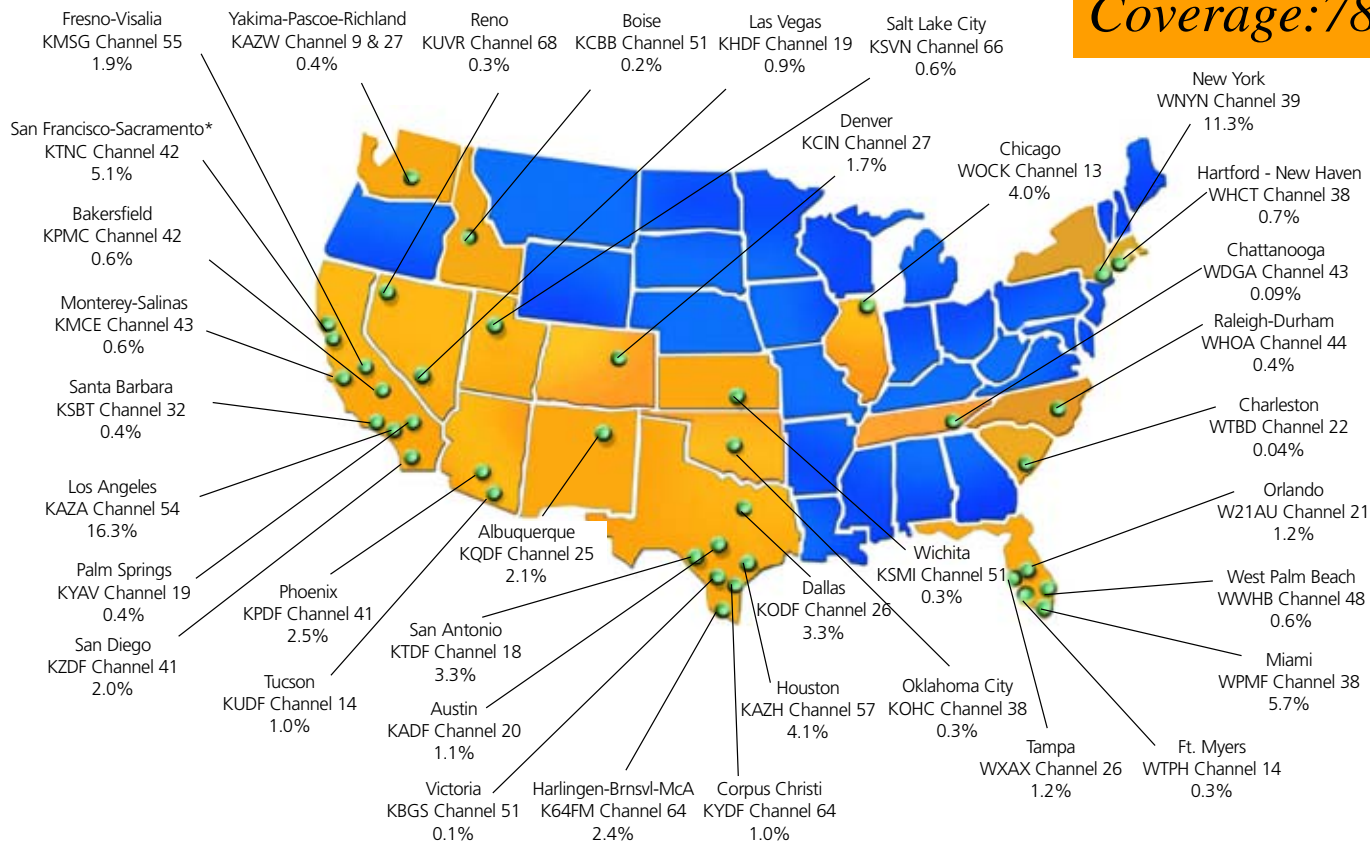 Coverage:78
Fresno-Visalia
KMSG Channel 55
1.9%
Yakima-Pascoe-Richland
KAZW Channel 9 & 27
0.4%
Reno
KUVR Channel 68
0.3%
Boise
KCBB Channel 51
0.2%
Las Vegas
KHDF Channel 19
0.9%
Salt Lake City
KSVN Channel 66
0.6%
New York
WNYN Channel 39
11.3%
San Francisco-Sacramento*
KTNC Channel 42
5.1%
Denver
KCIN Channel 27
1.7%
Chicago
WOCK Channel 13
4.0%
Hartford - New Haven
WHCT Channel 38
0.7%
Bakersfield
KPMC Channel 42
0.6%
Chattanooga
WDGA Channel 43
0.09%
Monterey-Salinas
KMCE Channel 43
0.6%
Raleigh-Durham
WHOA Channel 44
0.4%
Santa Barbara
KSBT Channel 32
0.4%
Charleston
WTBD Channel 22
0.04%
Los Angeles
KAZA Channel 54
16.3%
Orlando
W21AU Channel 21
1.2%
Albuquerque
KQDF Channel 25
2.1%
Wichita
KSMI Channel 51
0.3%
Palm Springs
KYAV Channel 19
0.4%
Phoenix
KPDF Channel 41
2.5%
Dallas
KODF Channel 26
3.3%
West Palm Beach
WWHB Channel 48
0.6%
San Diego
KZDF Channel 41
2.0%
San Antonio
KTDF Channel 18
3.3%
Miami
WPMF Channel 38
5.7%
Tucson
KUDF Channel 14
1.0%
Houston
KAZH Channel 57
4.1%
Oklahoma City
KOHC Channel 38
0.3%
Austin
KADF Channel 20
1.1%
Tampa
WXAX Channel 26
1.2%
Ft. Myers
WTPH Channel 14
0.3%
Victoria
KBGS Channel 51
0.1%
Harlingen-Brnsvl-McA
K64FM Channel 64
2.4%
Corpus Christi
KYDF Channel 64
1.0%